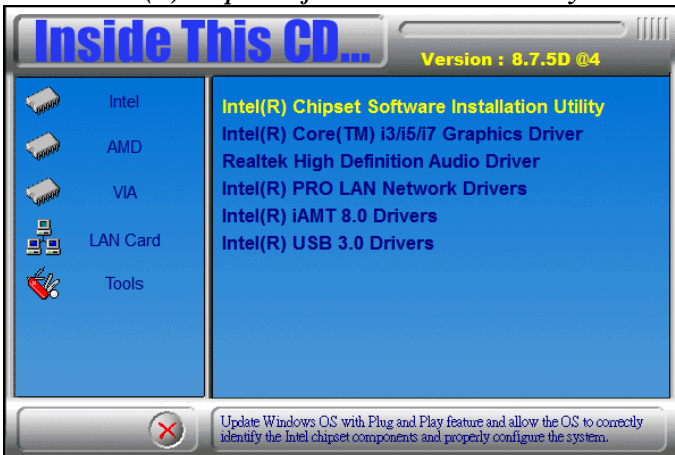 Inside This CD...
Version : 8.7.5D @4
Intel
AMD
VIA
LAN Card
Tools
Intel(R) Chipset Software Installation Utility
Intel(R) Core(TM) i3/i5/i7 Graphics Driver
Realtek High Definition Audio Driver
Intel(R) PRO LAN Network Drivers
Intel(R) iAMT 8.0 Drivers
Intel(R) USB 3.0 Drivers
Update Windows OS with Plug and Play feature and allow the OS to correctly
identify the Intel chipset components and properly configure the system.